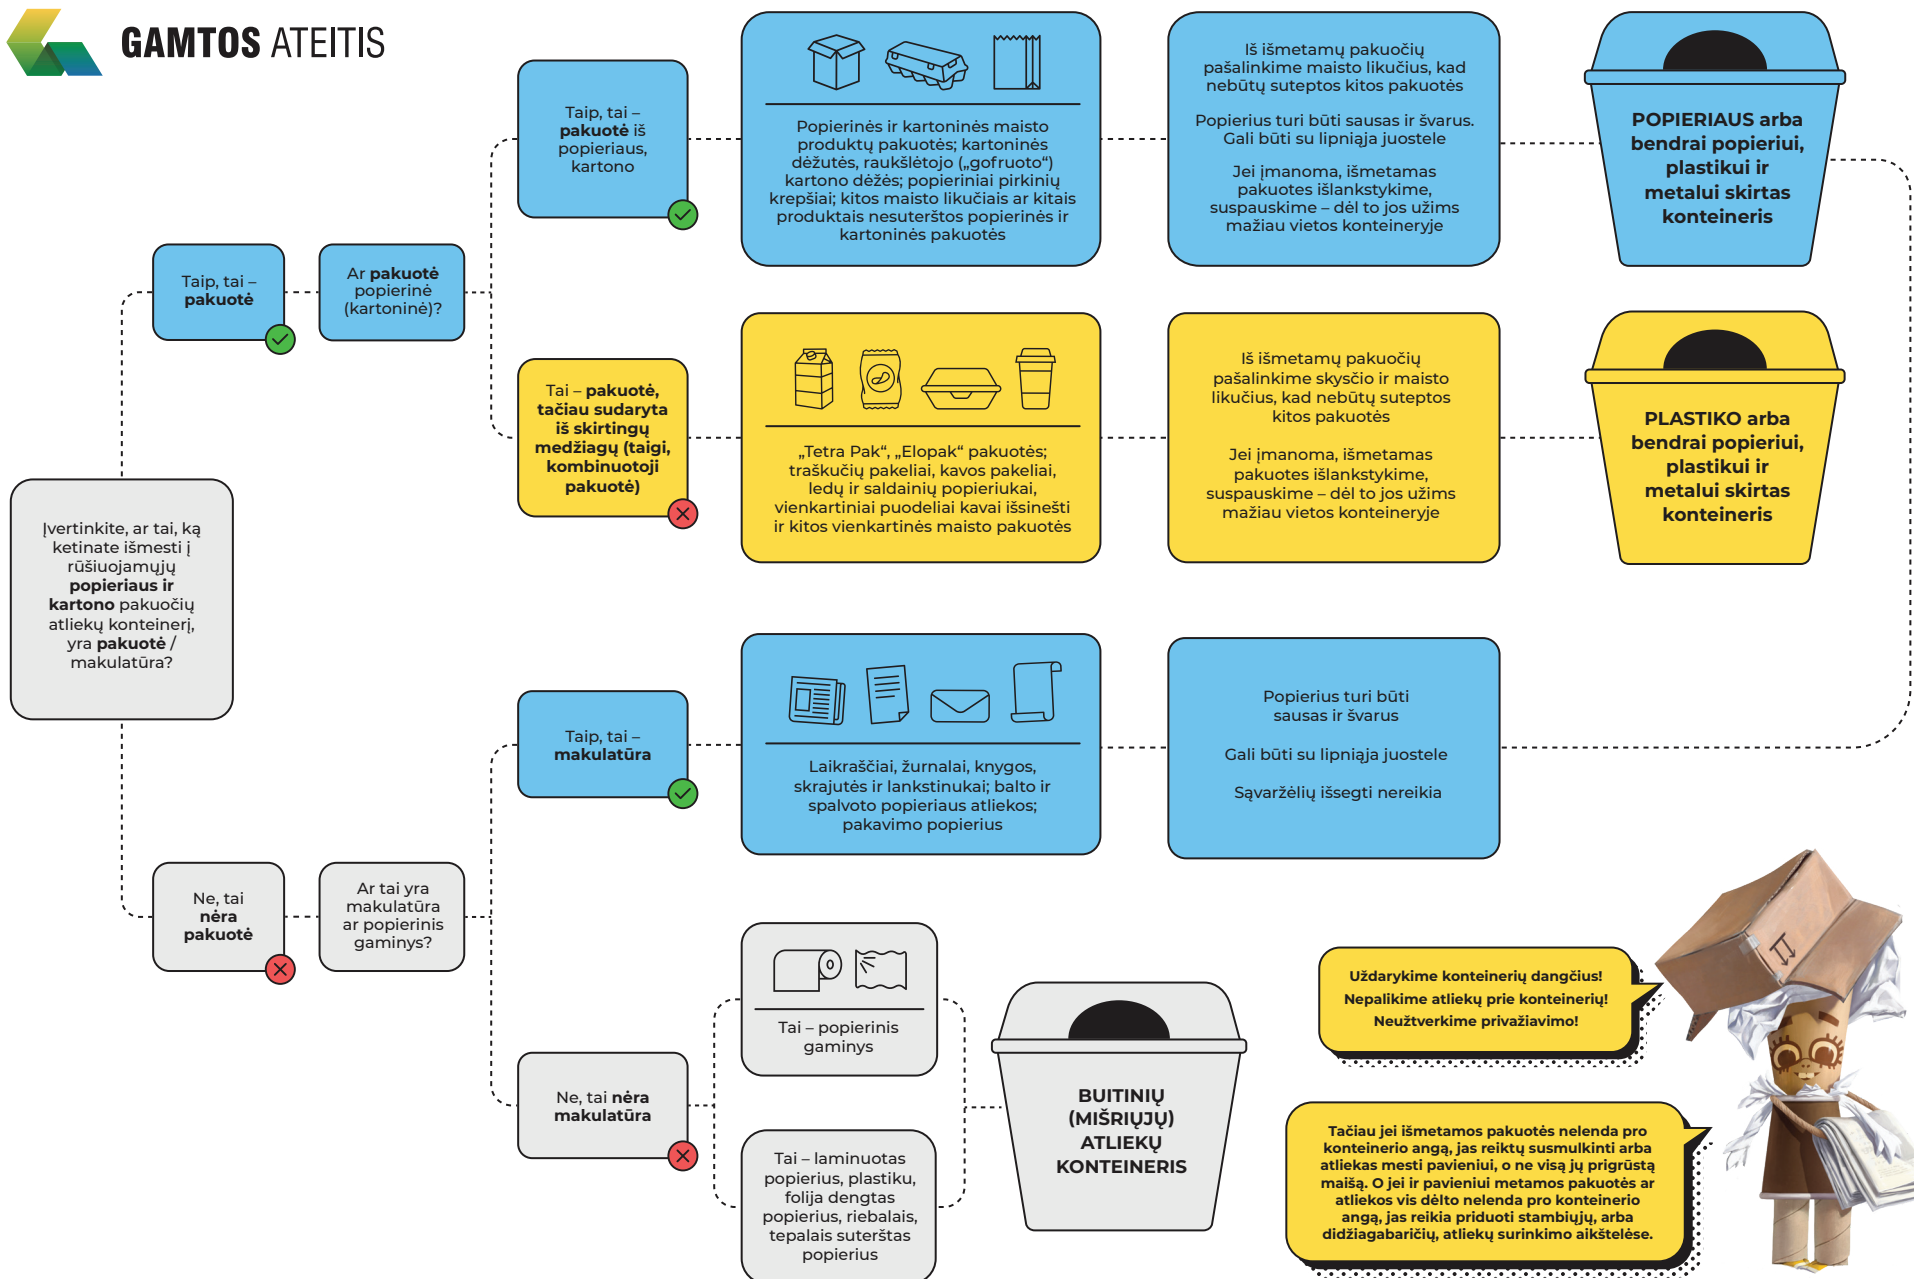 GAMTOS ATEITIS
Įvertinkite, ar tai, ką
ketinate išmesti į
rūšiuojamųjų
popieriaus ir
kartono pakuočių
atliekų konteinerį,
yra pakuotė /
makulatūra?
Taip, tai –
pakuotė
Ar pakuotė
popierinė
(kartoninė)?
Taip, tai –
pakuotė iš
popieriaus,
kartono
Popierinės ir kartoninės maisto
produktų pakuotės; kartoninės
dėžutės, raukšlėtojo („gofruoto“)
kartono dėžės; popieriniai pirkinių
krepšiai; kitos maisto likučiais ar kitais
produktais nesuterštos popierinės ir
kartoninės pakuotės
Iš išmetamų pakuočių
pašalinkime maisto likučius, kad
nebūtų suteptos kitos pakuotės
Popierius turi būti sausas ir švarus.
Gali būti su lipniąja juostele
Jei įmanoma, išmetamas
pakuotes išlankstykime,
suspauskime – dėl to jos užims
mažiau vietos konteineryje
POPIERIAUS arba
bendrai popieriui,
plastikui ir
metalui skirtas
konteineris
Tai – pakuotė,
tačiau sudaryta
iš skirtingų
medžiagų (taigi,
kombinuotoji
pakuotė)
„Tetra Pak“, „Elopak“ pakuotės;
traškučių pakeliai, kavos pakeliai,
ledų ir saldainių popieriukai,
vienkartiniai puodeliai kavai išsinešti
ir kitos vienkartinės maisto pakuotės
Iš išmetamų pakuočių
pašalinkime skysčio ir maisto
likučius, kad nebūtų suteptos
kitos pakuotės
Jei įmanoma, išmetamas
pakuotes išlankstykime,
suspauskime – dėl to jos užims
mažiau vietos konteineryje
PLASTIKO arba
bendrai popieriui,
plastikui ir
metalui skirtas
konteineris
Ne, tai
nėra
pakuotė
Ar tai yra
makulatūra
ar popierinis
gaminys?
Taip, tai –
makulatūra
Laikraščiai, žurnalai, knygos,
skrajutės ir lankstinukai; balto ir
spalvoto popieriaus atliekos;
pakavimo popierius
Popierius turi būti
sausas ir švarus
Gali būti su lipniąja juostele
Sąvaržėlių išsegti nereikia
Ne, tai nėra
makulatūra
Tai – popierinis
gaminys
Tai – laminuotas
popierius, plastiku,
folija dengtas
popierius, riebalais,
tepalais suterštas
popierius
BUITINIŲ
(MIŠRIŲJŲ)
ATLIEKŲ
KONTEINERIS
Uždarykime konteinerių dangčius!
Nepalikime atliekų prie konteinerių!
Neužtverkime privažiavimo!
Tačiau jei išmetamos pakuotės nelenda pro
konteinerio angą, jas reiktų susmulkinti arba
atliekas mesti pavieniui, o ne visą jų prigrūstą
maišą. O jei ir pavieniui metamos pakuotės ar
atliekos vis dėlto nelenda pro konteinerio
angą, jas reikia priduoti stambiųjų, arba
didžiagabaričių, atliekų surinkimo aikštelėse.